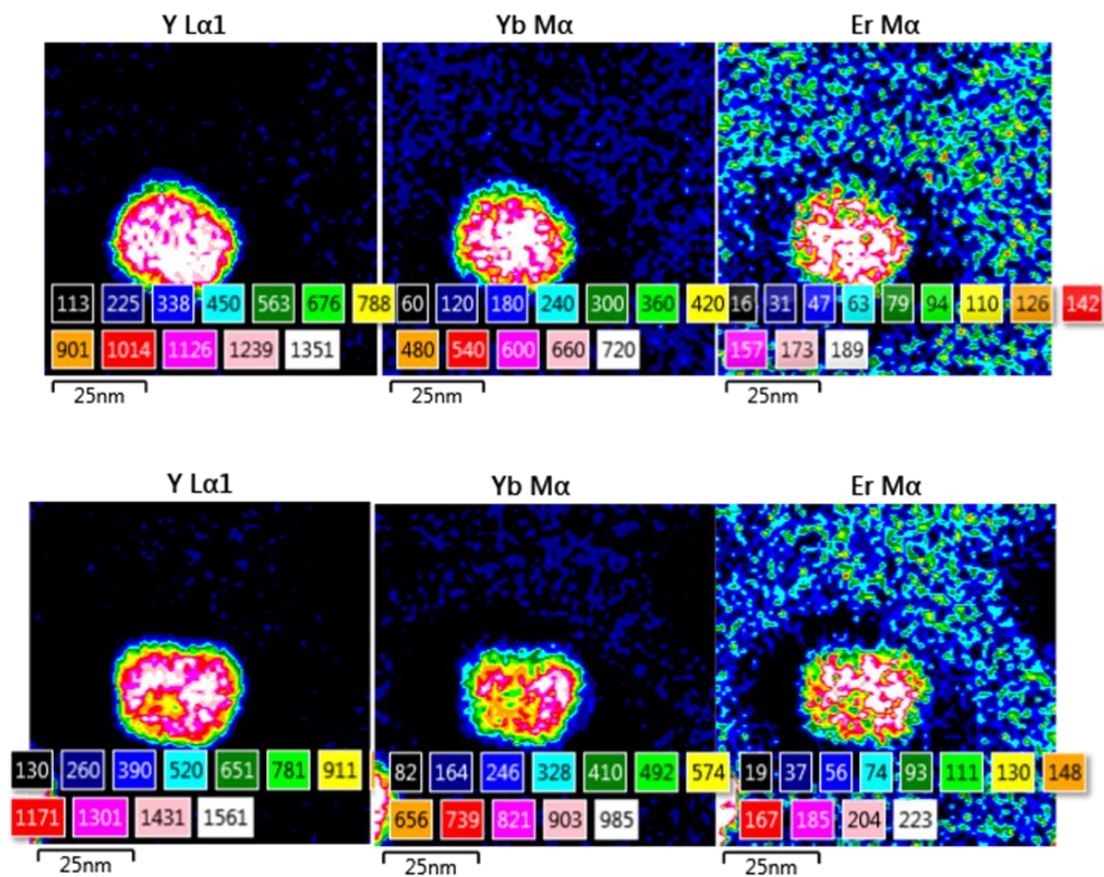 Y Lα1 Yb Mα Er Mα
113 225 338 450 563 676 788 60 120 180 240 300 360 420 16 31 47 63 79 94 110 126 142
901 1014 1126 1239 1351 480 540 600 660 720 157 173 189
25nm 25nm 25nm
Y Lα1 Yb Mα Er Mα
130 260 390 520 651 781 911 82 164 246 328 410 492 574 19 37 56 74 93 111 130 148
1171 1301 1431 1561 656 739 821 903 985 167 185 204 223
25nm 25nm 25nm